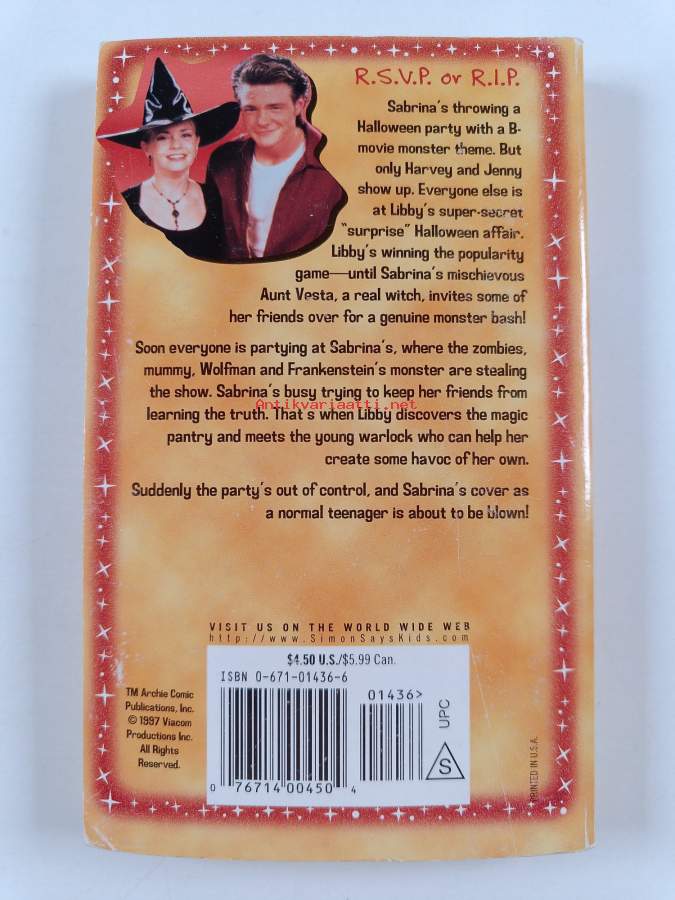 R.S.V.P. or R.I.P.
Sabrina's throwing a
Halloween party with a B-
movie monster theme. But
only Harvey and Jenny
show up. Everyone else is
at Libby's super-secret
"surprise" Halloween affair.
Libby's winning the popularity
game—until Sabrina's mischievous
Aunt Vesta, a real witch, invites some of
her friends over for a genuine monster bash!
Soon everyone is partying at Sabrina's, where the zombies,
mummy, Wolfman and Frankenstein's monster are stealing
the show. Sabrina's busy trying to keep her friends from
Antikvariaatti.net
learning the truth. That's when Libby discovers the magic
pantry and meets the young warlock who can help her
create some havoc of her own.
Suddenly the party's out of control, and Sabrina's cover as
a normal teenager is about to be blown!
VISIT US ON THE WORLD WIDE WEB
http://www.SimonSaysKids.com
$4.50 U.S./$5.99 Can.
ISBN 0-671-01436-6
01436>
TM Archie Comic
Publications, Inc.
© 1997 Viacom
Productions Inc.
All Rights
Reserved.
UPC
S
0 76714 00450 4
PRINTED IN U.S.A.